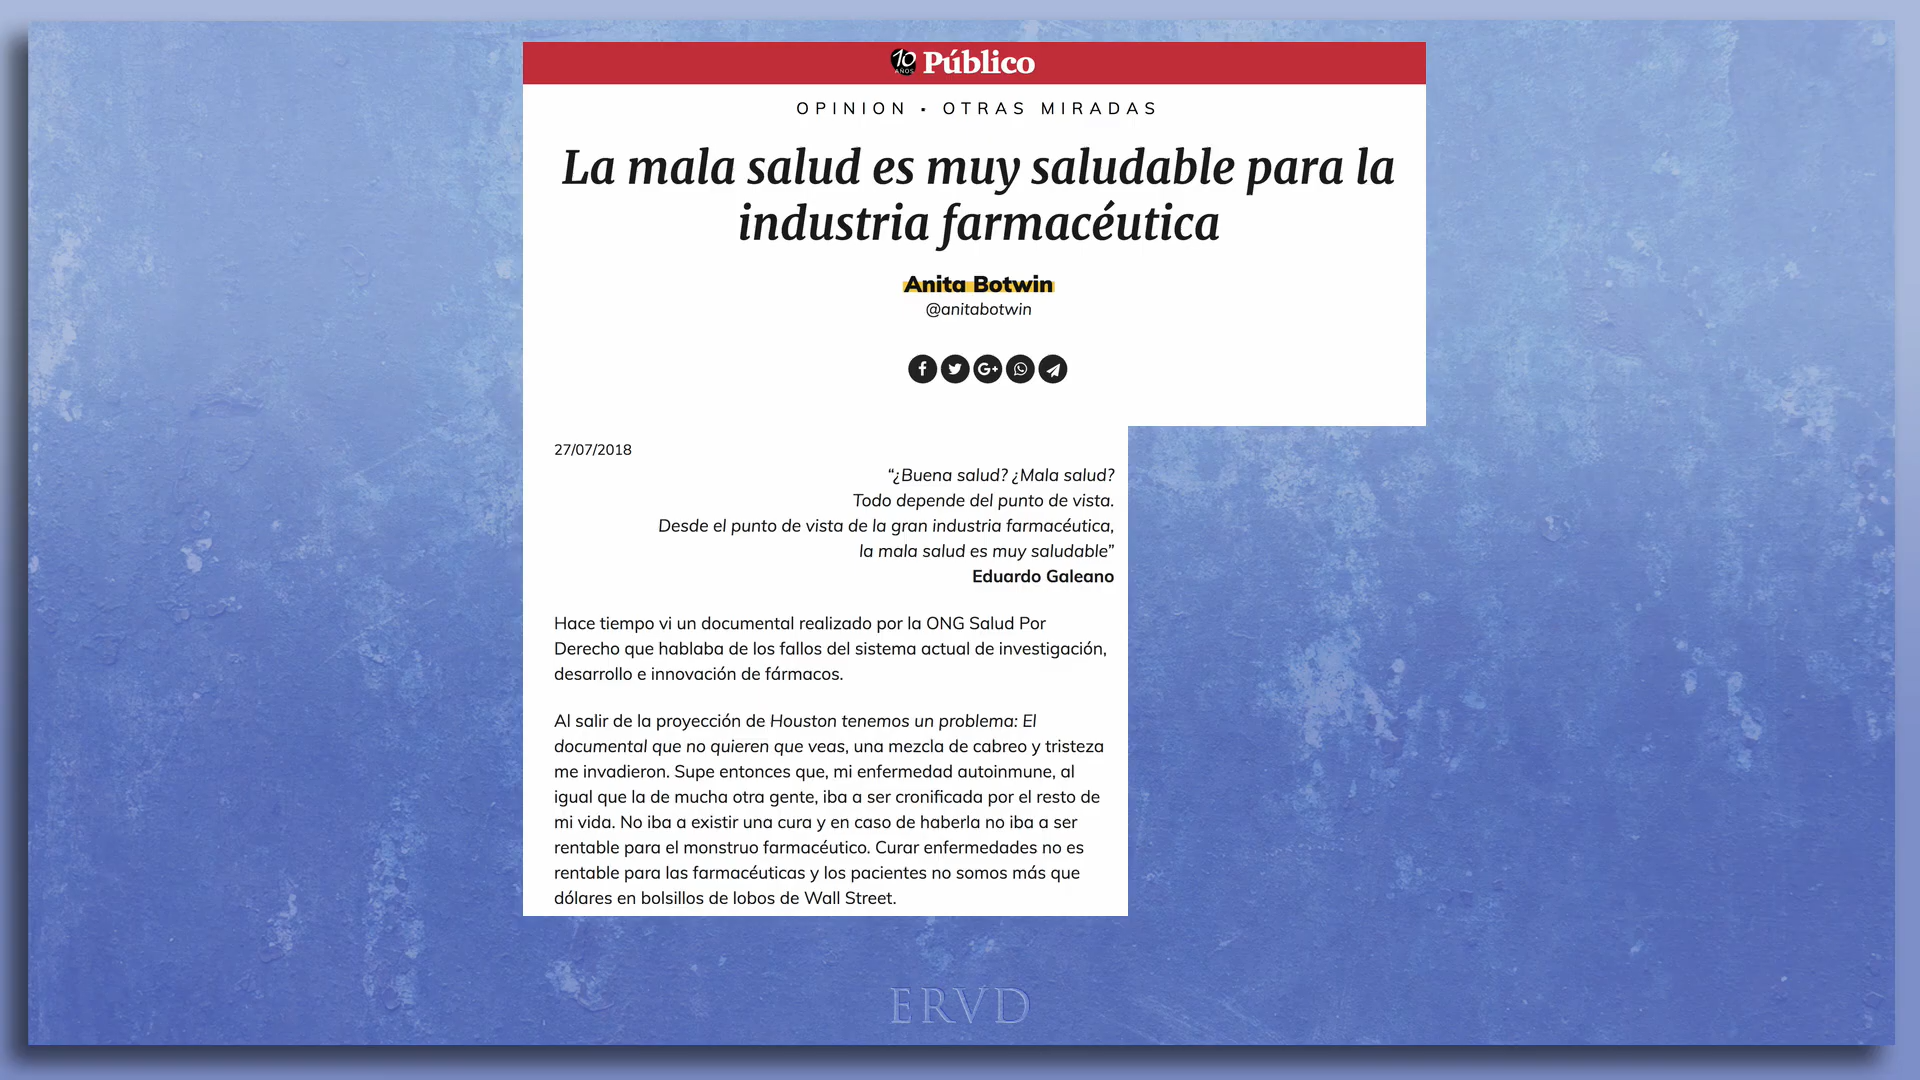 10 AÑOS Público
OPINION · OTRAS MIRADAS
La mala salud es muy saludable para la
industria farmacéutica
Anita Botwin
@anitabotwin
27/07/2018
“¿Buena salud? ¿Mala salud?
Todo depende del punto de vista.
Desde el punto de vista de la gran industria farmacéutica,
la mala salud es muy saludable”
Eduardo Galeano
Hace tiempo vi un documental realizado por la ONG Salud Por
Derecho que hablaba de los fallos del sistema actual de investigación,
desarrollo e innovación de fármacos.
Al salir de la proyección de Houston tenemos un problema: El
documental que no quieren que veas, una mezcla de cabreo y tristeza
me invadieron. Supe entonces que, mi enfermedad autoinmune, al
igual que la de mucha otra gente, iba a ser cronificada por el resto de
mi vida. No iba a existir una cura y en caso de haberla no iba a ser
rentable para el monstruo farmacéutico. Curar enfermedades no es
rentable para las farmacéuticas y los pacientes no somos más que
dólares en bolsillos de lobos de Wall Street.
ERVD